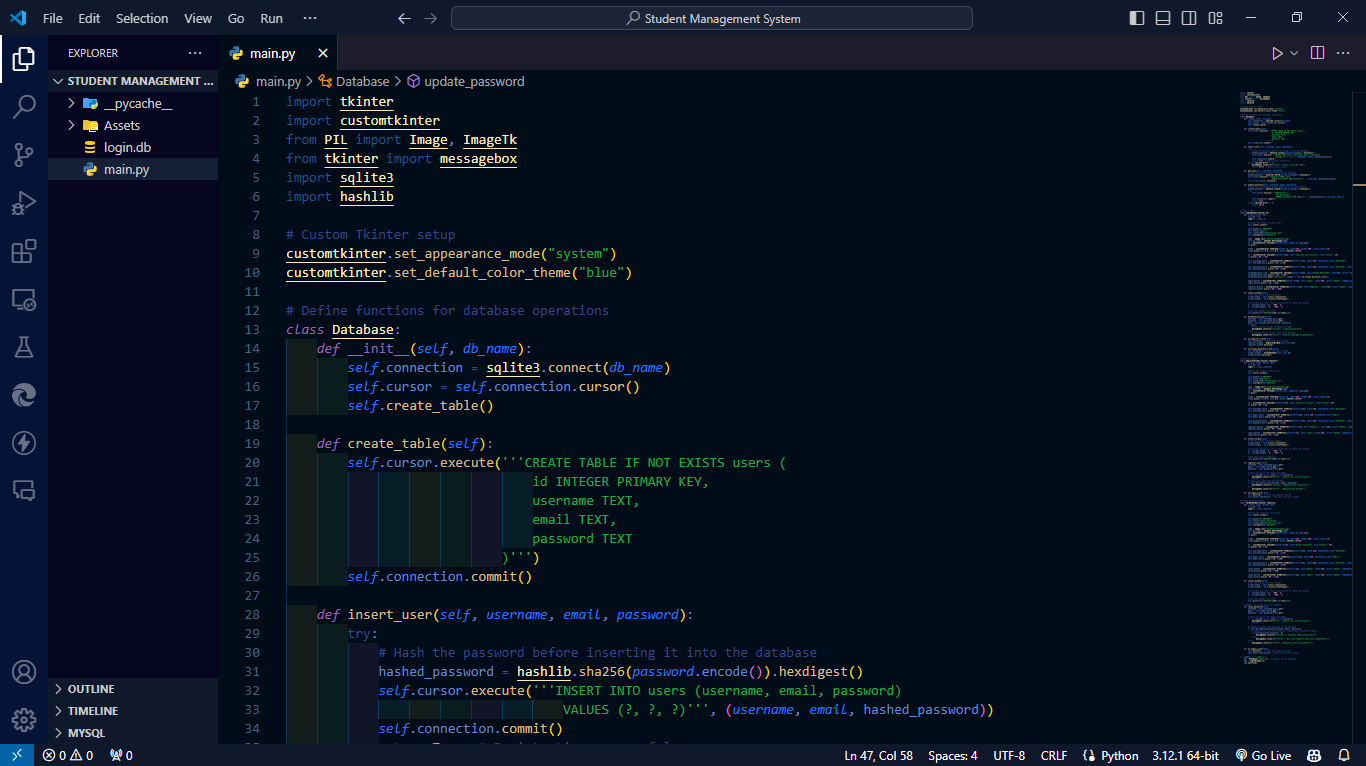 File Edit Selection View Go Run ··· Student Management System
EXPLORER ···
STUDENT MANAGEMENT ...
__pycache__
Assets
login.db
main.py
main.py
main.py > Database > update_password
1 import tkinter
2 import customtkinter
3 from PIL import Image, ImageTk
4 from tkinter import messagebox
5 import sqlite3
6 import hashlib
7
8 # Custom Tkinter setup
9 customtkinter.set_appearance_mode("system")
10 customtkinter.set_default_color_theme("blue")
11
12 # Define functions for database operations
13 class Database:
14 def __init__(self, db_name):
15 self.connection = sqlite3.connect(db_name)
16 self.cursor = self.connection.cursor()
17 self.create_table()
18
19 def create_table(self):
20 self.cursor.execute('''CREATE TABLE IF NOT EXISTS users (
21 id INTEGER PRIMARY KEY,
22 username TEXT,
23 email TEXT,
24 password TEXT
25 )''')
26 self.connection.commit()
27
28 def insert_user(self, username, email, password):
29 try:
30 # Hash the password before inserting it into the database
31 hashed_password = hashlib.sha256(password.encode()).hexdigest()
32 self.cursor.execute('''INSERT INTO users (username, email, password)
33 VALUES (?, ?, ?)''', (username, email, hashed_password))
34 self.connection.commit()
OUTLINE
TIMELINE
MYSQL
0 0 0 Ln 47, Col 58 Spaces: 4 UTF-8 CRLF Python 3.12.1 64-bit Go Live